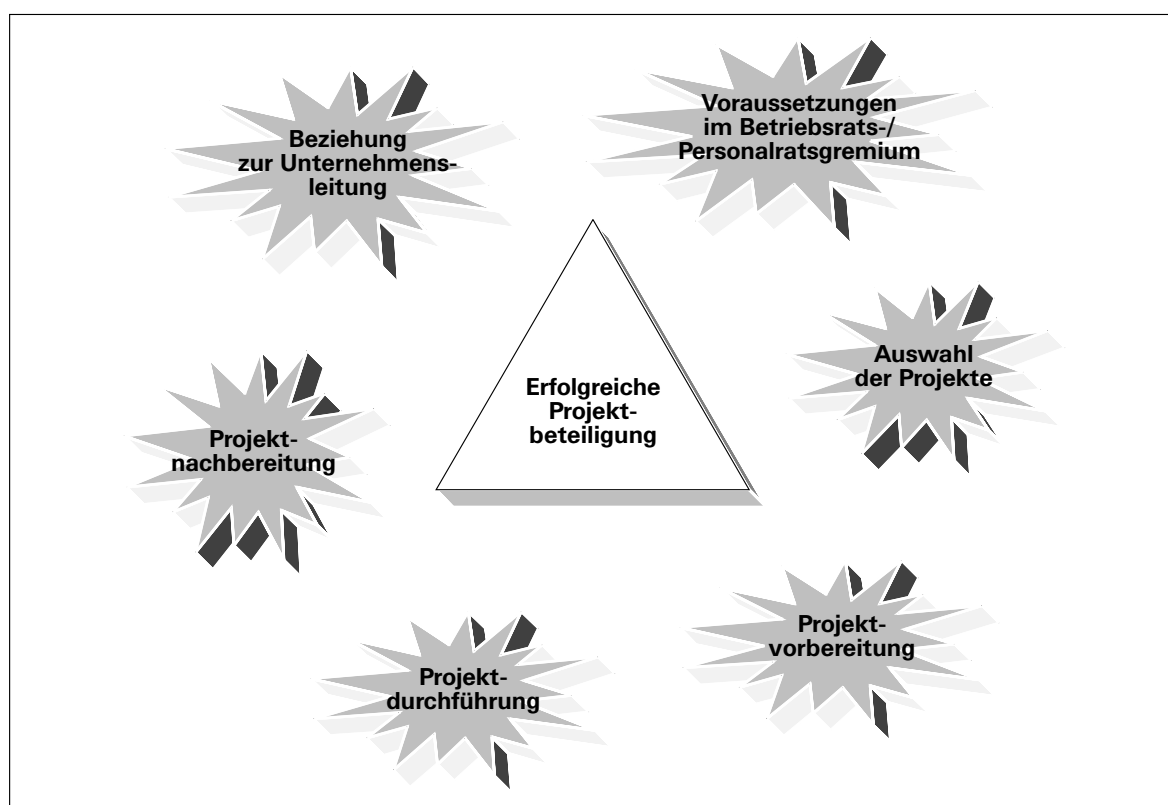 Beziehung
zur Unternehmens-
leitung
Voraussetzungen
im Betriebsrats-/
Personalratsgremium
Auswahl
der Projekte
Erfolgreiche
Projekt-
beteiligung
Projekt-
nachbereitung
Projekt-
vorbereitung
Projekt-
durchführung